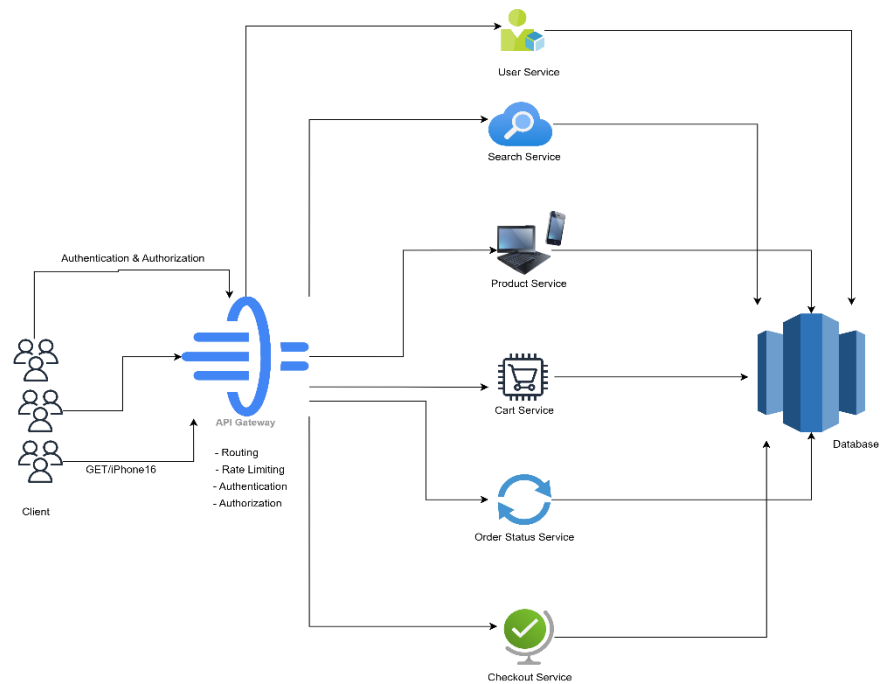 User Service
Search Service
Authentication & Authorization
Product Service
API Gateway
Cart Service
Database
- Routing
GET/iPhone16
- Rate Limiting
- Authentication
- Authorization
Client
Order Status Service
Checkout Service